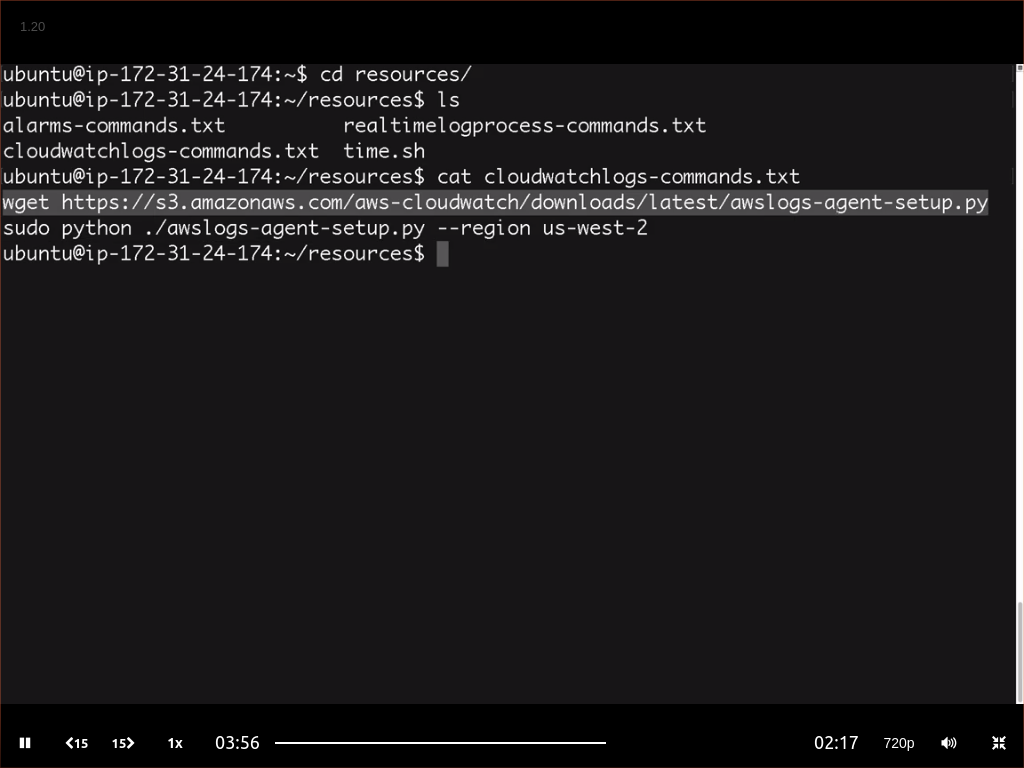 1.20
ubuntu@ip-172-31-24-174:~$ cd resources/
ubuntu@ip-172-31-24-174:~/resources$ ls
alarms-commands.txt          realtimelogprocess-commands.txt
cloudwatchlogs-commands.txt  time.sh
ubuntu@ip-172-31-24-174:~/resources$ cat cloudwatchlogs-commands.txt
wget https://s3.amazonaws.com/aws-cloudwatch/downloads/latest/awslogs-agent-setup.py
sudo python ./awslogs-agent-setup.py --region us-west-2
ubuntu@ip-172-31-24-174:~/resources$
15 15 1x 03:56 02:17 720p